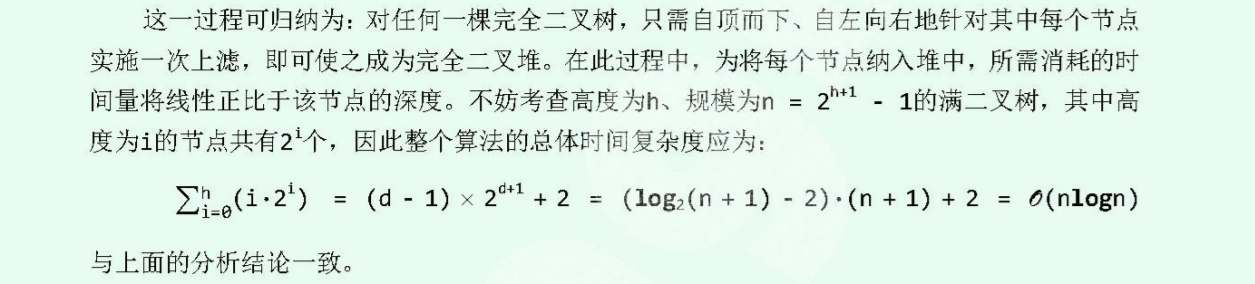 这一过程可归纳为：对任何一棵完全二叉树，只需自顶而下、自左向右地针对其中每个节点
实施一次上滤，即可使之成为完全二叉堆。在此过程中，为将每个节点纳入堆中，所需消耗的时
间量将线性正比于该节点的深度。不妨考查高度为h、规模为n = 2^{h+1} - 1的满二叉树，其中高
度为i的节点共有2^i个，因此整个算法的总体时间复杂度应为：
∑_{i=0}^{h}(i·2^i) = (d - 1) × 2^{d+1} + 2 = (log₂(n + 1) - 2)·(n + 1) + 2 = O(nlogn)
与上面的分析结论一致。